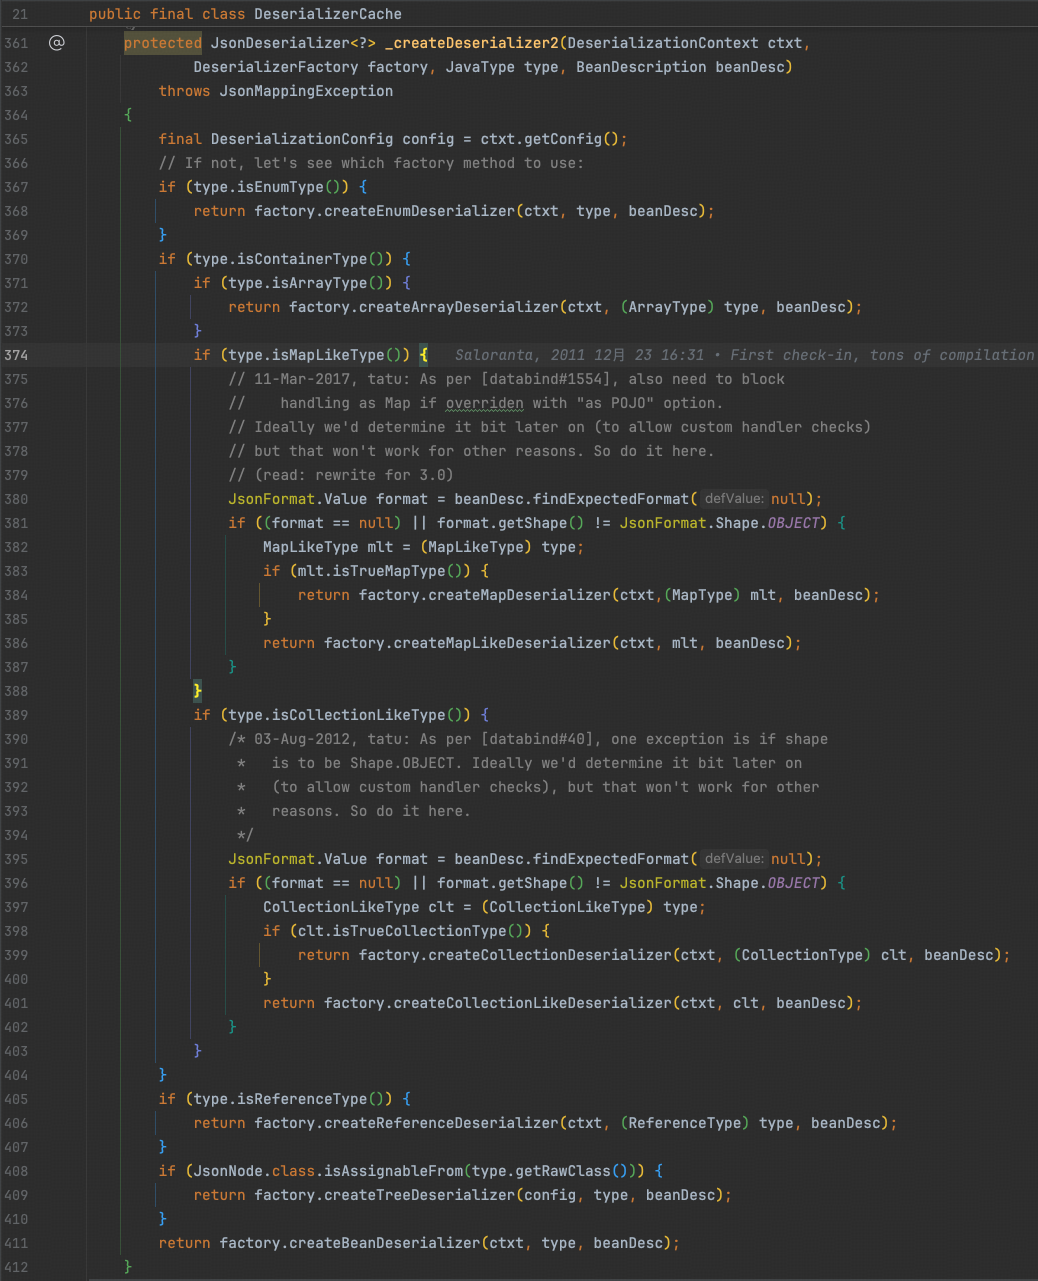 21 public final class DeserializerCache
361 @ protected JsonDeserializer<?> _createDeserializer2(DeserializationContext ctxt,
362 DeserializerFactory factory, JavaType type, BeanDescription beanDesc)
363 throws JsonMappingException
364 {
365 final DeserializationConfig config = ctxt.getConfig();
366 // If not, let's see which factory method to use:
367 if (type.isEnumType()) {
368 return factory.createEnumDeserializer(ctxt, type, beanDesc);
369 }
370 if (type.isContainerType()) {
371 if (type.isArrayType()) {
372 return factory.createArrayDeserializer(ctxt, (ArrayType) type, beanDesc);
373 }
374 if (type.isMapLikeType()) { Saloranta, 2011 12月 23 16:31 • First check-in, tons of compilation
375 // 11-Mar-2017, tatu: As per [databind#1554], also need to block
376 // handling as Map if overriden with "as POJO" option.
377 // Ideally we'd determine it bit later on (to allow custom handler checks)
378 // but that won't work for other reasons. So do it here.
379 // (read: rewrite for 3.0)
380 JsonFormat.Value format = beanDesc.findExpectedFormat( defValue: null);
381 if ((format == null) || format.getShape() != JsonFormat.Shape.OBJECT) {
382 MapLikeType mlt = (MapLikeType) type;
383 if (mlt.isTrueMapType()) {
384 return factory.createMapDeserializer(ctxt,(MapType) mlt, beanDesc);
385 }
386 return factory.createMapLikeDeserializer(ctxt, mlt, beanDesc);
387 }
388 }
389 if (type.isCollectionLikeType()) {
390 /* 03-Aug-2012, tatu: As per [databind#40], one exception is if shape
391 * is to be Shape.OBJECT. Ideally we'd determine it bit later on
392 * (to allow custom handler checks), but that won't work for other
393 * reasons. So do it here.
394 */
395 JsonFormat.Value format = beanDesc.findExpectedFormat( defValue: null);
396 if ((format == null) || format.getShape() != JsonFormat.Shape.OBJECT) {
397 CollectionLikeType clt = (CollectionLikeType) type;
398 if (clt.isTrueCollectionType()) {
399 return factory.createCollectionDeserializer(ctxt, (CollectionType) clt, beanDesc);
400 }
401 return factory.createCollectionLikeDeserializer(ctxt, clt, beanDesc);
402 }
403 }
404 }
405 if (type.isReferenceType()) {
406 return factory.createReferenceDeserializer(ctxt, (ReferenceType) type, beanDesc);
407 }
408 if (JsonNode.class.isAssignableFrom(type.getRawClass())) {
409 return factory.createTreeDeserializer(config, type, beanDesc);
410 }
411 return factory.createBeanDeserializer(ctxt, type, beanDesc);
412 }